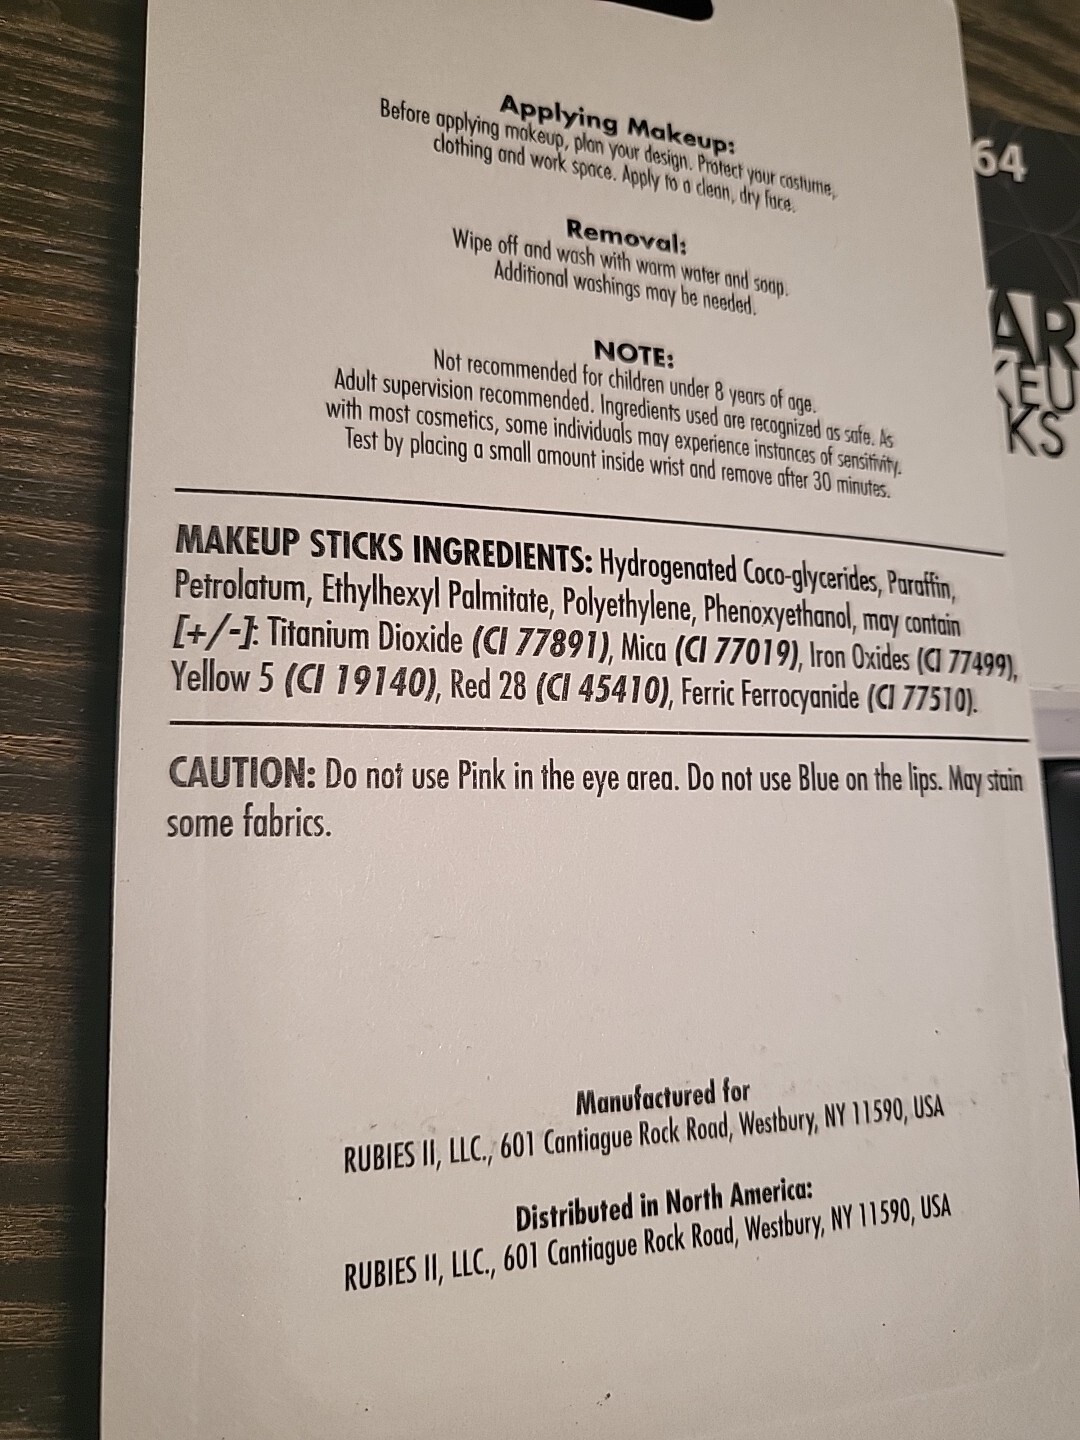 Applying Makeup:
Before applying makeup, plan your design. Protect your costume,
clothing and work space. Apply to a clean, dry face.
Removal:
Wipe off and wash with warm water and soap.
Additional washings may be needed.
NOTE:
Not recommended for children under 8 years of age.
Adult supervision recommended. Ingredients used are recognized as safe. As
with most cosmetics, some individuals may experience instances of sensitivity.
Test by placing a small amount inside wrist and remove after 30 minutes.
MAKEUP STICKS INGREDIENTS: Hydrogenated Coco-glycerides, Paraffin,
Petrolatum, Ethylhexyl Palmitate, Polyethylene, Phenoxyethanol, may contain
[+/-]: Titanium Dioxide (CI 77891), Mica (CI 77019), Iron Oxides (CI 77499),
Yellow 5 (CI 19140), Red 28 (CI 45410), Ferric Ferrocyanide (CI 77510).
CAUTION: Do not use Pink in the eye area. Do not use Blue on the lips. May stain
some fabrics.
Manufactured for
RUBIES II, LLC., 601 Cantiague Rock Road, Westbury, NY 11590, USA
Distributed in North America:
RUBIES II, LLC., 601 Cantiague Rock Road, Westbury, NY 11590, USA
64
AR
KEU
KS